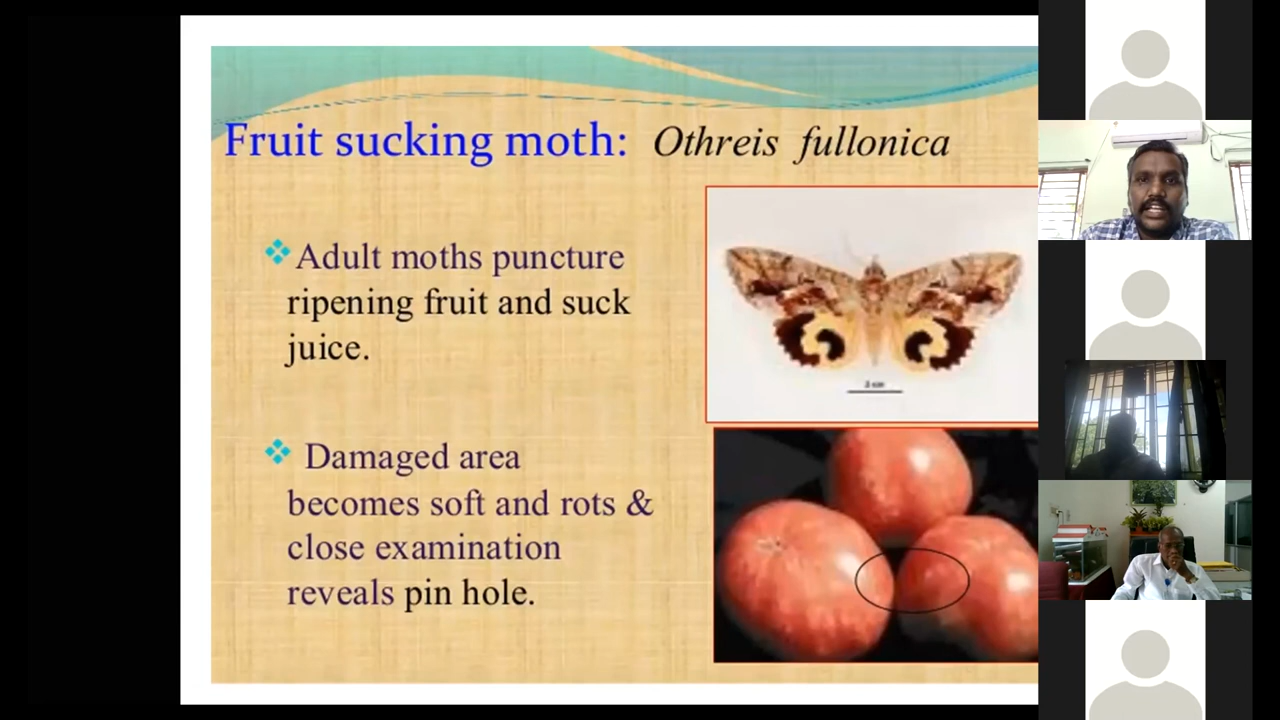 Fruit sucking moth: Othreis fullonica
Adult moths puncture
ripening fruit and suck
juice.
Damaged area
becomes soft and rots &
close examination
reveals pin hole.